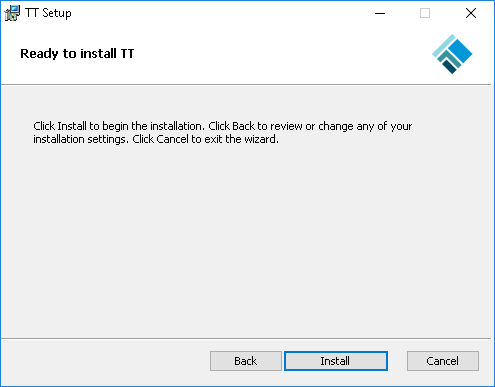 TT Setup
Ready to install TT
Click Install to begin the installation. Click Back to review or change any of your
installation settings. Click Cancel to exit the wizard.
Back
Install
Cancel